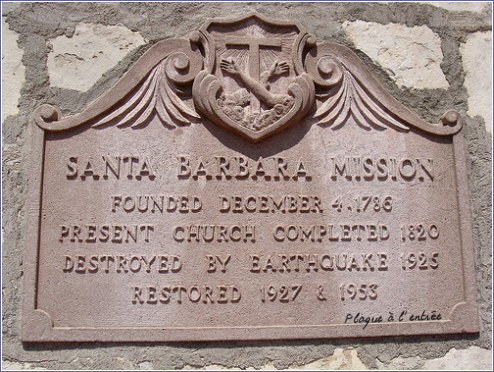 SANTA BARBARA MISSION
FOUNDED DECEMBER 4, 1786
PRESENT CHURCH COMPLETED 1820
DESTROYED BY EARTHQUAKE 1925
RESTORED 1927 & 1953
Plaque à l'entrée